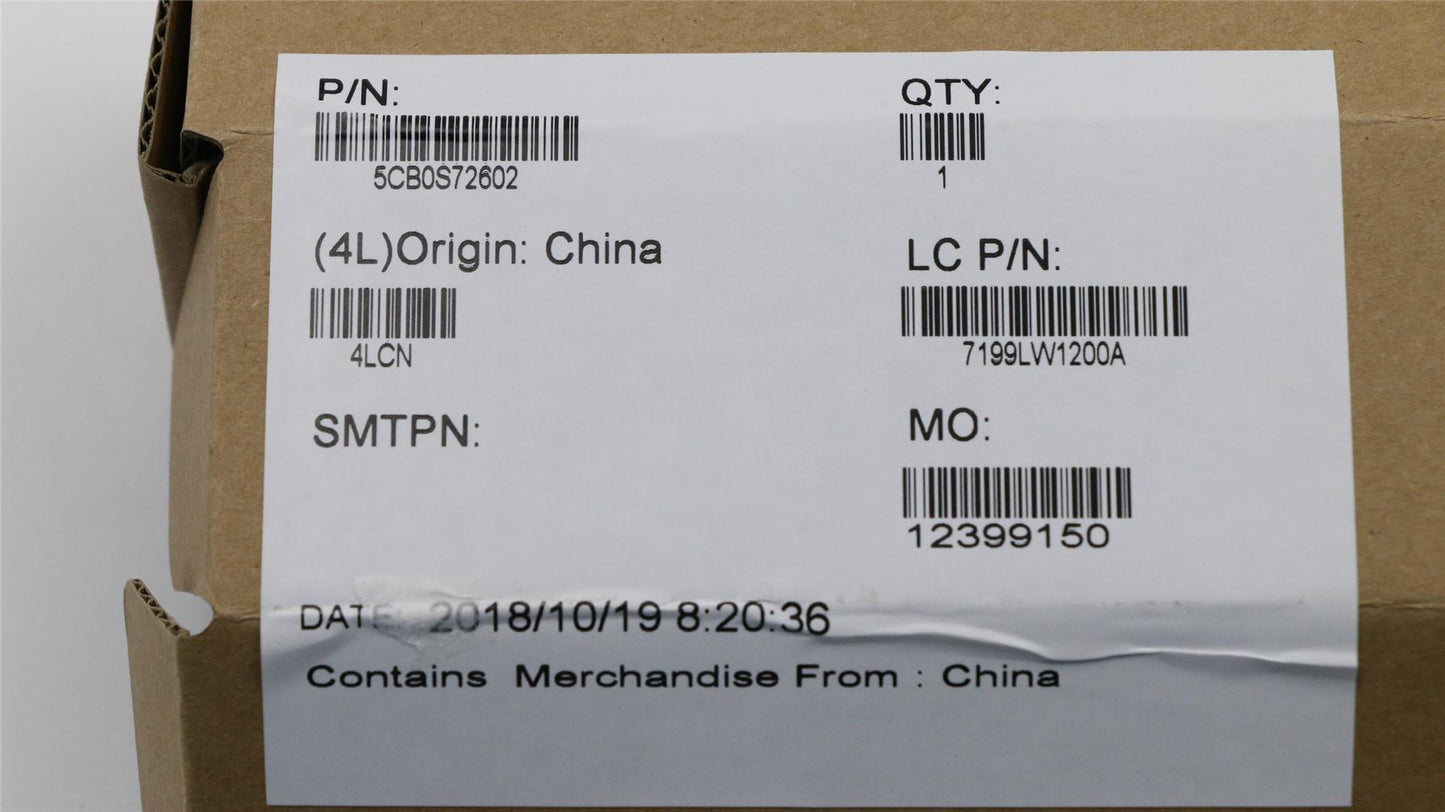 P/N:
5CB0S72602
QTY:
1
(4L)Origin: China
4LCN
LC P/N:
7199LW1200A
SMTPN:
MO:
12399150
DATE: 2018/10/19 8:20:36
Contains Merchandise From : China